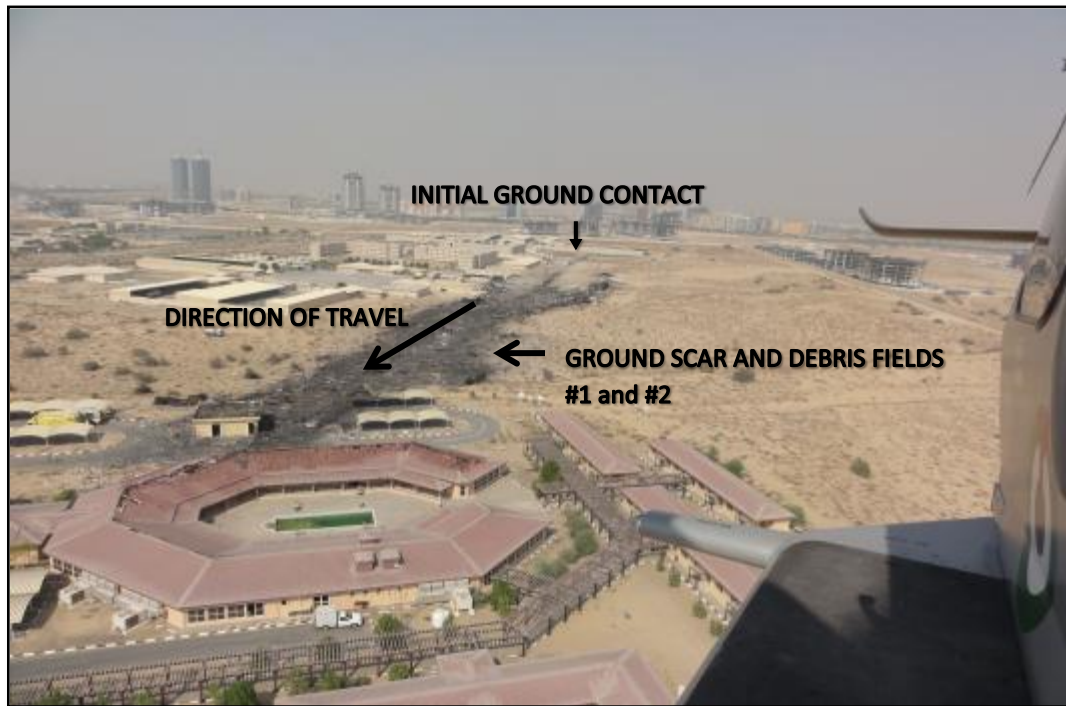 INITIAL GROUND CONTACT
DIRECTION OF TRAVEL
GROUND SCAR AND DEBRIS FIELDS
#1 and #2